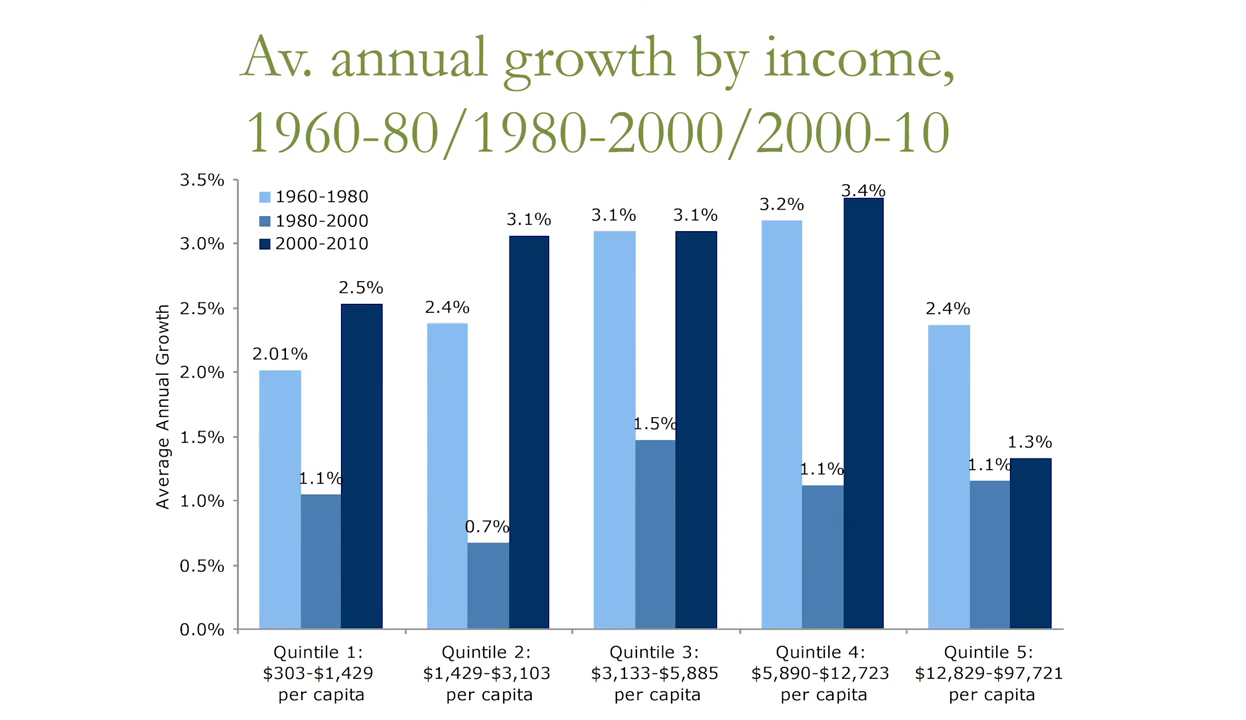 Av. annual growth by income,
1960-80/1980-2000/2000-10
3.5%
3.0%
2.5%
2.0%
1.5%
1.0%
0.5%
0.0%
Average Annual Growth
1960-1980
1980-2000
2000-2010
2.01%
1.1%
2.5%
2.4%
0.7%
3.1%
3.1%
1.5%
3.1%
3.2%
1.1%
3.4%
2.4%
1.1%
1.3%
Quintile 1:
$303-$1,429
per capita
Quintile 2:
$1,429-$3,103
per capita
Quintile 3:
$3,133-$5,885
per capita
Quintile 4:
$5,890-$12,723
per capita
Quintile 5:
$12,829-$97,721
per capita